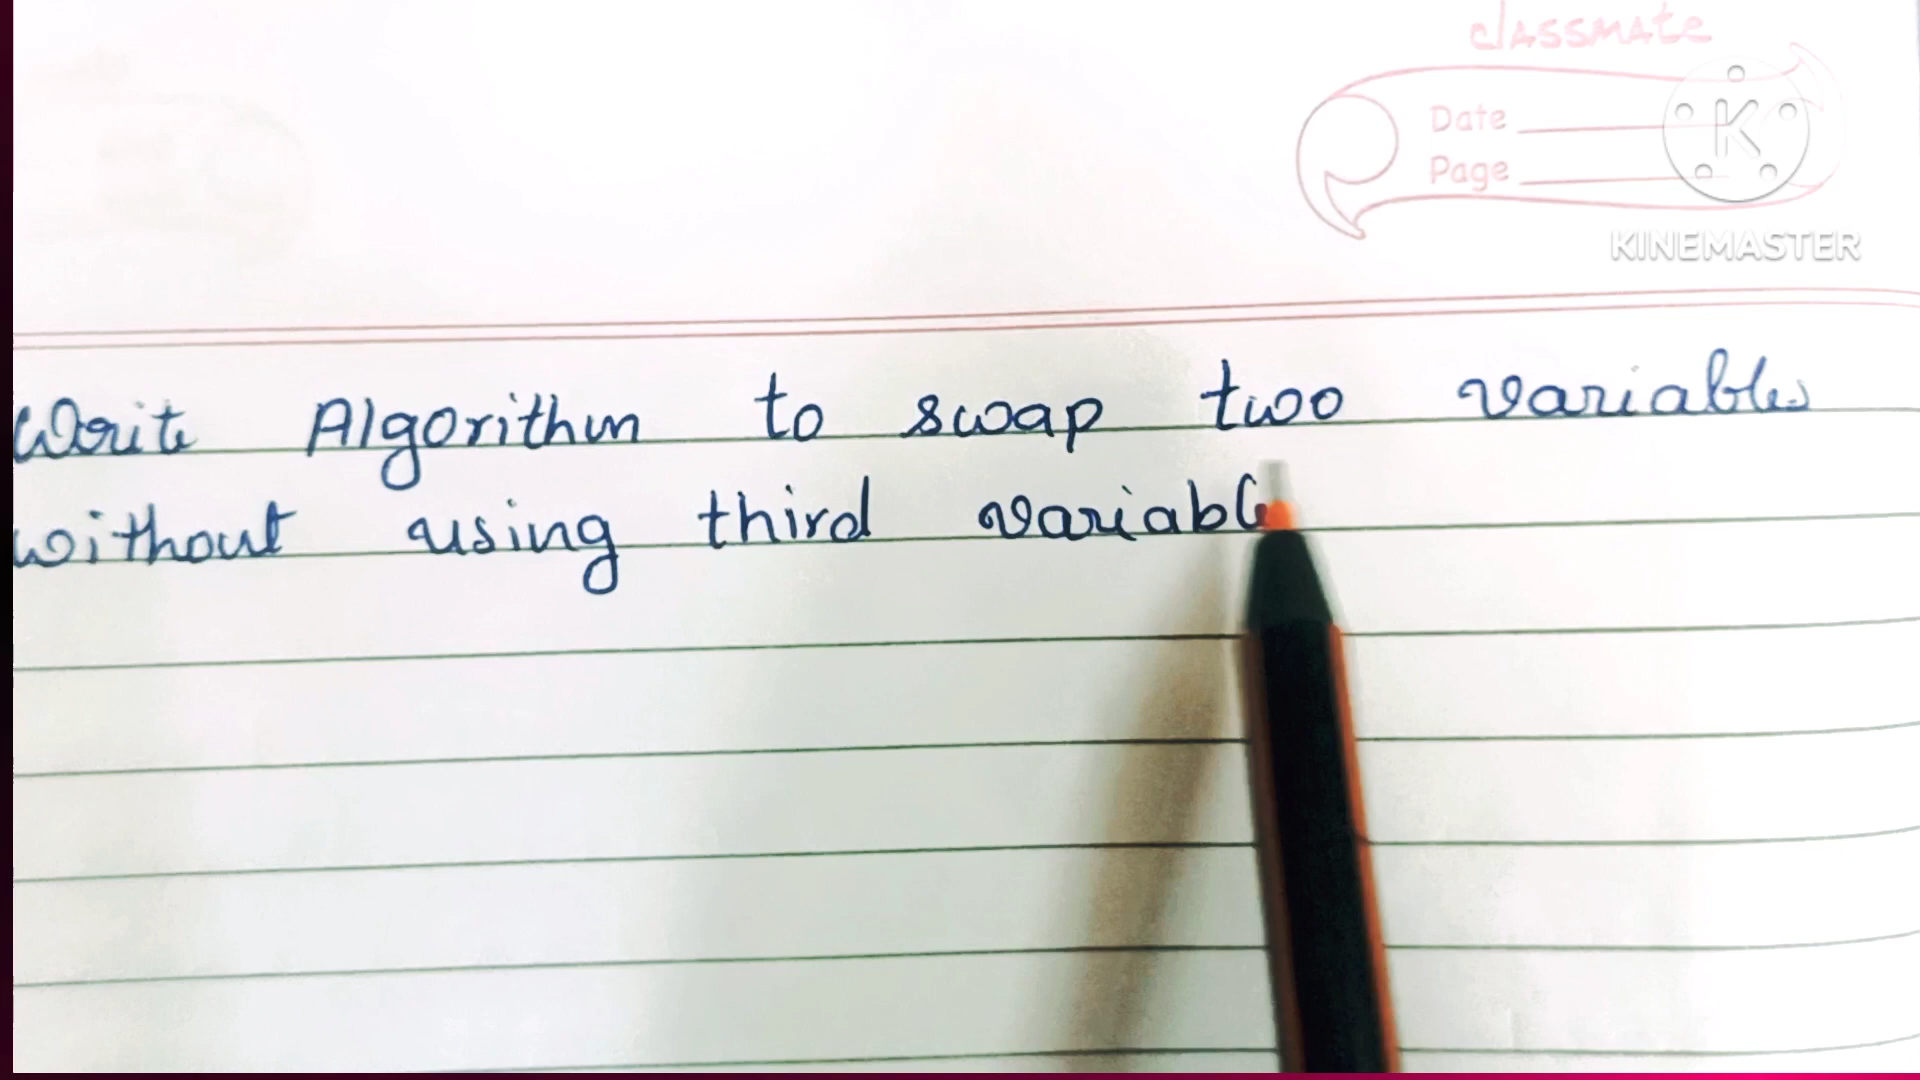 classmate
Date
Page
KINEMASTER
Write Algorithm to swap two variables
without using third variable